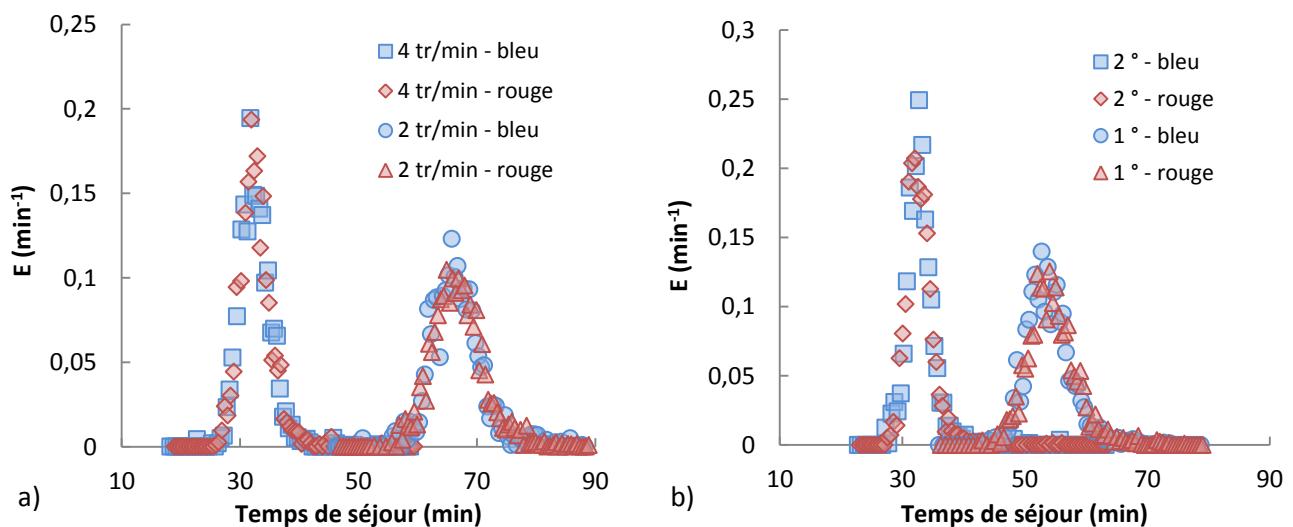 0,25
0,2
0,15
0,1
0,05
0
E (min⁻¹)
4 tr/min - bleu
4 tr/min - rouge
2 tr/min - bleu
2 tr/min - rouge
10 30 50 70 90
a) Temps de séjour (min)
0,3
0,25
0,2
0,15
0,1
0,05
0
E (min⁻¹)
2 ° - bleu
2 ° - rouge
1 ° - bleu
1 ° - rouge
10 30 50 70 90
b) Temps de séjour (min)